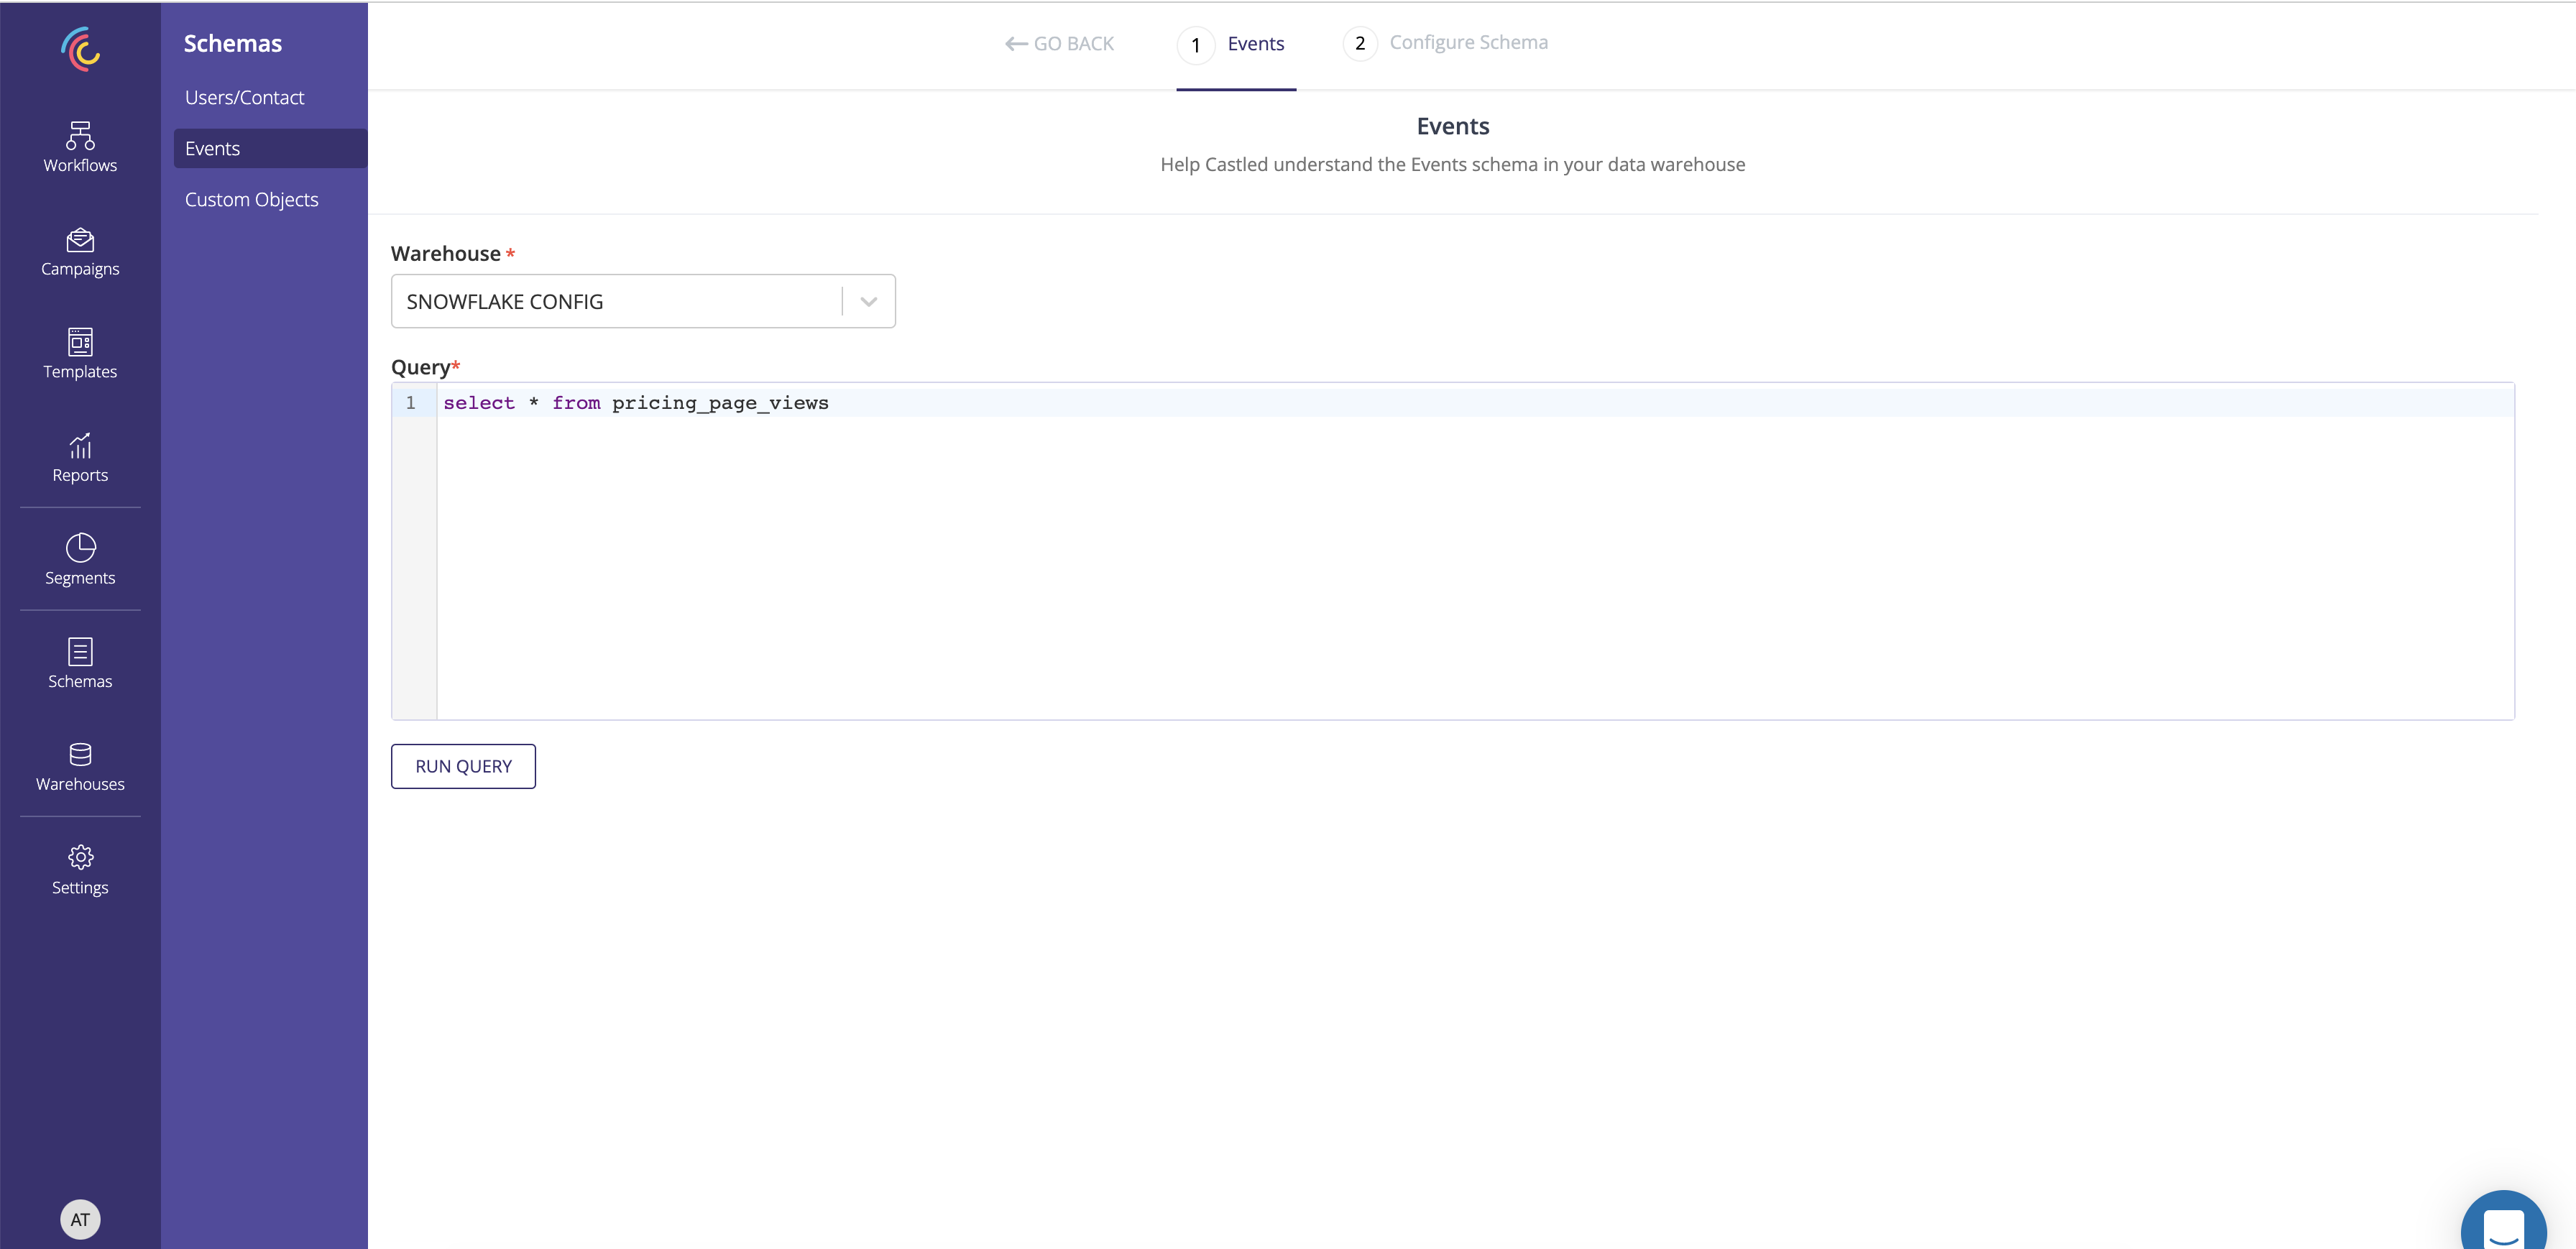 Schemas
Users/Contact
Events
Custom Objects
Workflows
Campaigns
Templates
Reports
Segments
Schemas
Warehouses
Settings
AT
GO BACK
1 Events
2 Configure Schema
Events
Help Castled understand the Events schema in your data warehouse
Warehouse *
SNOWFLAKE CONFIG
Query*
1 select * from pricing_page_views
RUN QUERY